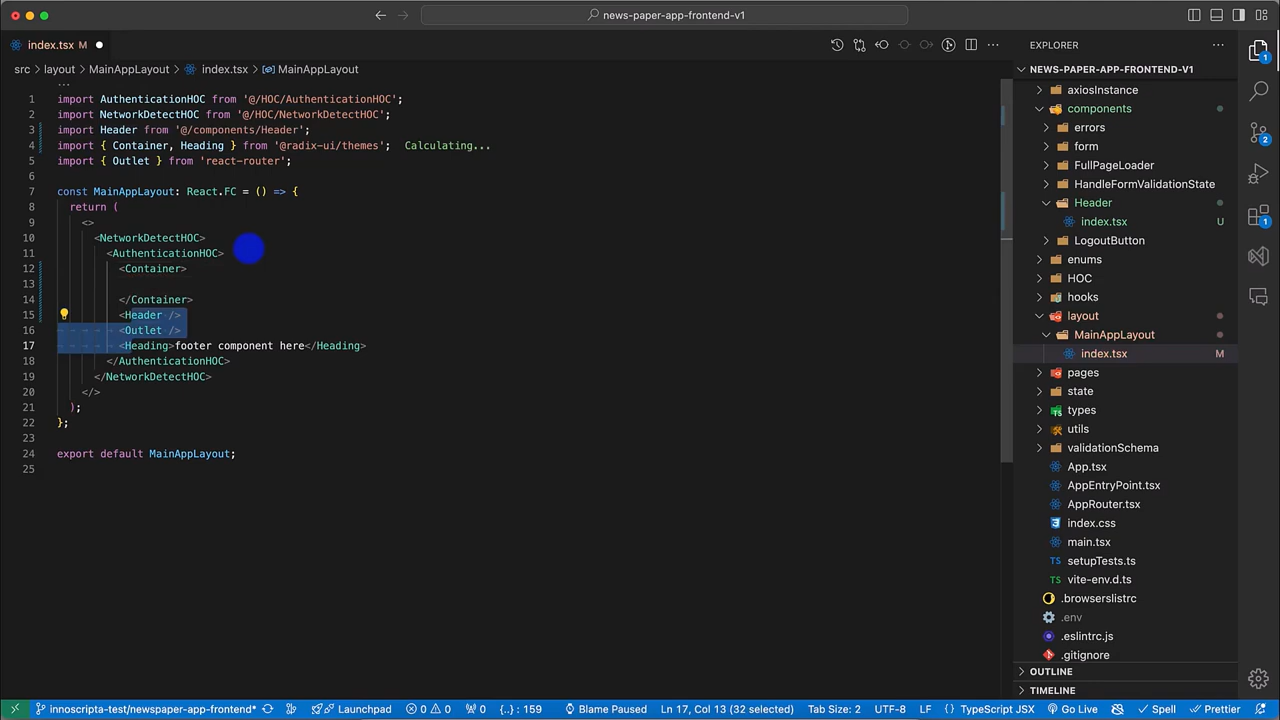 news-paper-app-frontend-v1
index.tsx M
EXPLORER
src > layout > MainAppLayout > index.tsx > MainAppLayout
NEWS-PAPER-APP-FRONTEND-V1
...
1 import AuthenticationHOC from '@/HOC/AuthenticationHOC';
2 import NetworkDetectHOC from '@/HOC/NetworkDetectHOC';
3 import Header from '@/components/Header';
4 import { Container, Heading } from '@radix-ui/themes'; Calculating...
5 import { Outlet } from 'react-router';
6
7 const MainAppLayout: React.FC = () => {
8 return (
9 <>
10 <NetworkDetectHOC>
11 <AuthenticationHOC>
12 <Container>
13
14 </Container>
15 <Header />
16 <Outlet />
17 <Heading>footer component here</Heading>
18 </AuthenticationHOC>
19 </NetworkDetectHOC>
20 </>
21 );
22 };
23
24 export default MainAppLayout;
25
axiosInstance
components
errors
form
FullPageLoader
HandleFormValidationState
Header
index.tsx U
LogoutButton
enums
HOC
hooks
layout
MainAppLayout
index.tsx M
pages
state
types
utils
validationSchema
App.tsx
AppEntryPoint.tsx
AppRouter.tsx
index.css
main.tsx
TS setupTests.ts
TS vite-env.d.ts
.browserslistrc
.env
.eslintrc.js
.gitignore
OUTLINE
TIMELINE
1
2
1
innoscripta-test/newspaper-app-frontend*
Launchpad
0 0
0
{..} : 159
Blame Paused
Ln 17, Col 13 (32 selected)
Tab Size: 2
UTF-8
LF
TypeScript JSX
Go Live
Spell
Prettier